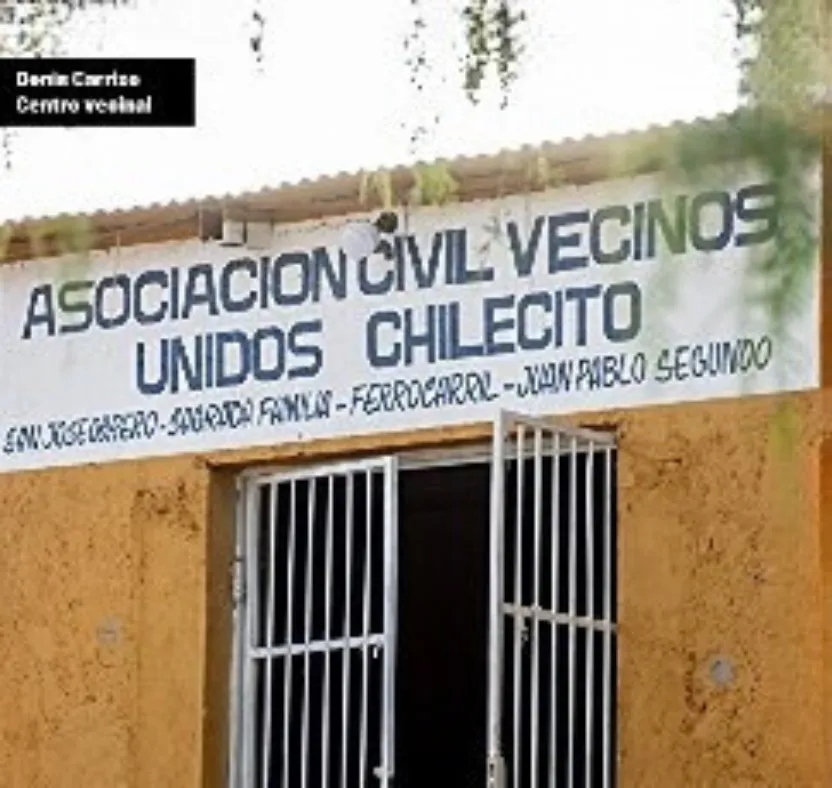 Denis Carrizo
Centro vecinal
ASOCIACION CIVIL VECINOS
UNIDOS CHILECITO
SAN JOSE OBRERO - SAGRADA FAMILIA - FERROCARRIL - JUAN PABLO SEGUNDO